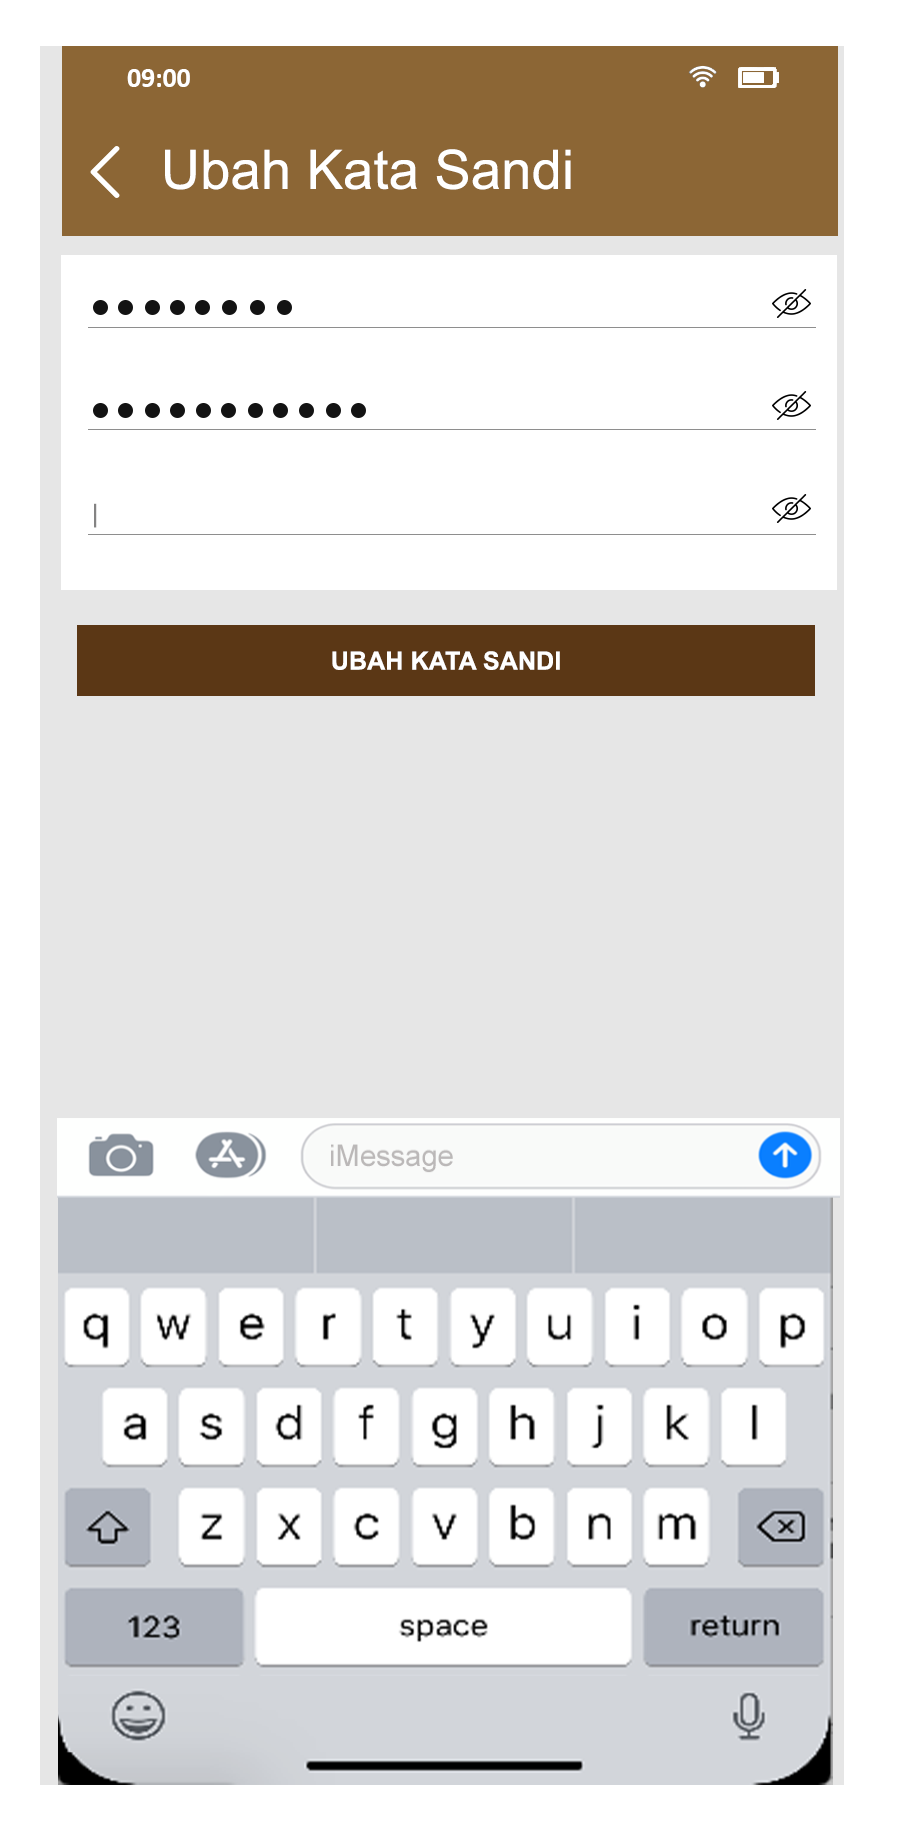 09:00
Ubah Kata Sandi
UBAH KATA SANDI
iMessage
q w e r t y u i o p
a s d f g h j k l
z x c v b n m
123 space return